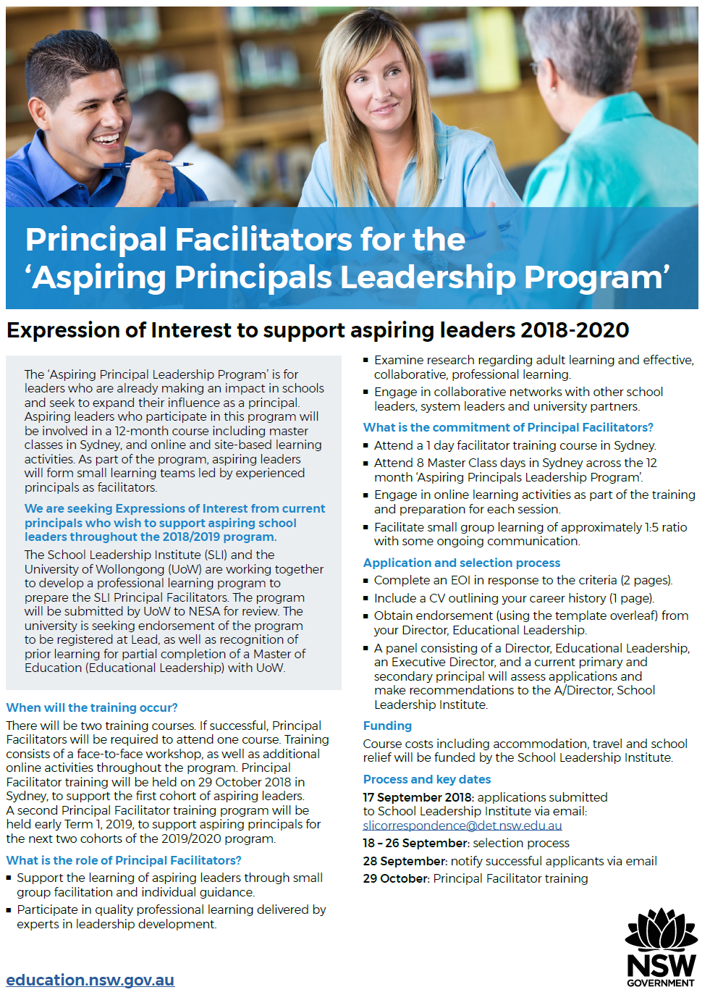 Principal Facilitators for the
‘Aspiring Principals Leadership Program’
Expression of Interest to support aspiring leaders 2018-2020
The ‘Aspiring Principal Leadership Program’ is for
leaders who are already making an impact in schools
and seek to expand their influence as a principal.
Aspiring leaders who participate in this program will
be involved in a 12-month course including master
classes in Sydney, and online and site-based learning
activities. As part of the program, aspiring leaders
will form small learning teams led by experienced
principals as facilitators.
We are seeking Expressions of Interest from current
principals who wish to support aspiring school
leaders throughout the 2018/2019 program.
The School Leadership Institute (SLI) and the
University of Wollongong (UoW) are working together
to develop a professional learning program to
prepare the SLI Principal Facilitators. The program
will be submitted by UoW to NESA for review. The
university is seeking endorsement of the program
to be registered at Lead, as well as recognition of
prior learning for partial completion of a Master of
Education (Educational Leadership) with UoW.
When will the training occur?
There will be two training courses. If successful, Principal
Facilitators will be required to attend one course. Training
consists of a face-to-face workshop, as well as additional
online activities throughout the program. Principal
Facilitator training will be held on 29 October 2018 in
Sydney, to support the first cohort of aspiring leaders.
A second Principal Facilitator training program will be
held early Term 1, 2019, to support aspiring principals for
the next two cohorts of the 2019/2020 program.
What is the role of Principal Facilitators?
▪ Support the learning of aspiring leaders through small
group facilitation and individual guidance.
▪ Participate in quality professional learning delivered by
experts in leadership development.
▪ Examine research regarding adult learning and effective,
collaborative, professional learning.
▪ Engage in collaborative networks with other school
leaders, system leaders and university partners.
What is the commitment of Principal Facilitators?
▪ Attend a 1 day facilitator training course in Sydney.
▪ Attend 8 Master Class days in Sydney across the 12
month ‘Aspiring Principals Leadership Program’.
▪ Engage in online learning activities as part of the training
and preparation for each session.
▪ Facilitate small group learning of approximately 1:5 ratio
with some ongoing communication.
Application and selection process
▪ Complete an EOI in response to the criteria (2 pages).
▪ Include a CV outlining your career history (1 page).
▪ Obtain endorsement (using the template overleaf) from
your Director, Educational Leadership.
▪ A panel consisting of a Director, Educational Leadership,
an Executive Director, and a current primary and
secondary principal will assess applications and
make recommendations to the A/Director, School
Leadership Institute.
Funding
Course costs including accommodation, travel and school
relief will be funded by the School Leadership Institute.
Process and key dates
17 September 2018: applications submitted
to School Leadership Institute via email:
slicorrespondence@det.nsw.edu.au
18 – 26 September: selection process
28 September: notify successful applicants via email
29 October: Principal Facilitator training
education.nsw.gov.au
NSW
GOVERNMENT